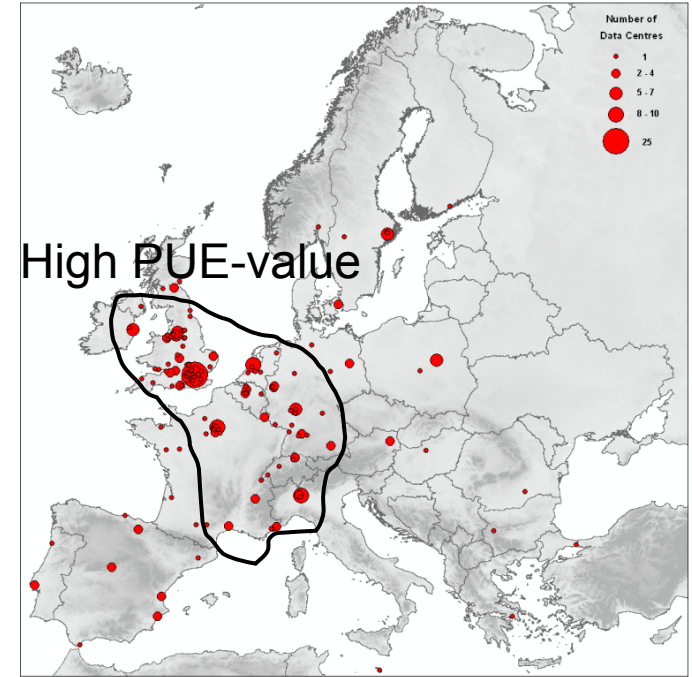 Number of
Data Centres
1
2 - 4
5 - 7
8 - 10
25
High PUE-value